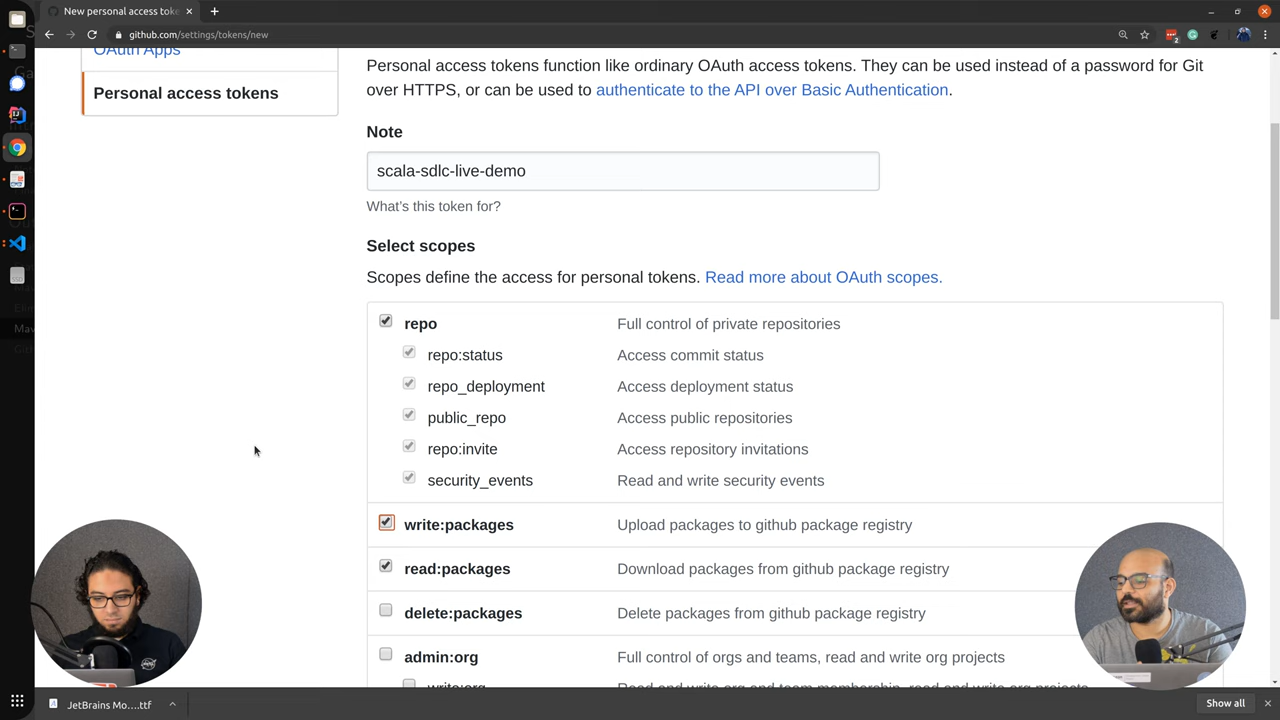 New personal access toke
github.com/settings/tokens/new
2
OAuth Apps
Personal access tokens
Personal access tokens function like ordinary OAuth access tokens. They can be used instead of a password for Git
over HTTPS, or can be used to authenticate to the API over Basic Authentication.
Note
scala-sdlc-live-demo
What's this token for?
Select scopes
Scopes define the access for personal tokens. Read more about OAuth scopes.
repo Full control of private repositories
repo:status Access commit status
repo_deployment Access deployment status
public_repo Access public repositories
repo:invite Access repository invitations
security_events Read and write security events
write:packages Upload packages to github package registry
read:packages Download packages from github package registry
delete:packages Delete packages from github package registry
admin:org Full control of orgs and teams, read and write org projects
write:org Read and write org and team membership, read and write org projects
JetBrains Mo....ttf
Show all